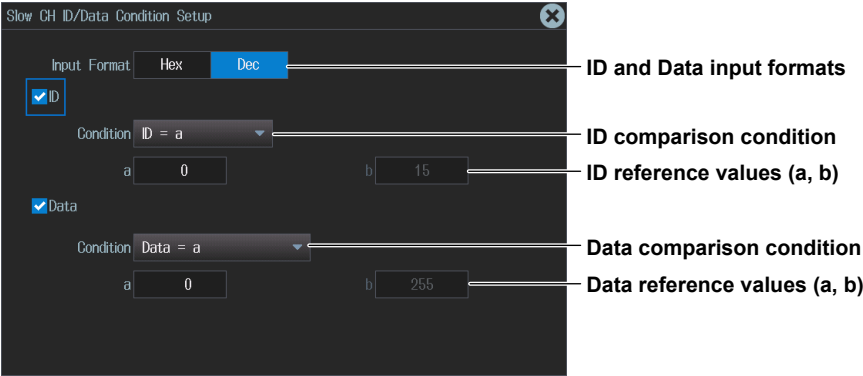 Slow CH ID/Data Condition Setup
Input Format Hex Dec
ID and Data input formats
ID
Condition ID = a
ID comparison condition
a 0 b 15
ID reference values (a, b)
Data
Condition Data = a
Data comparison condition
a 0 b 255
Data reference values (a, b)